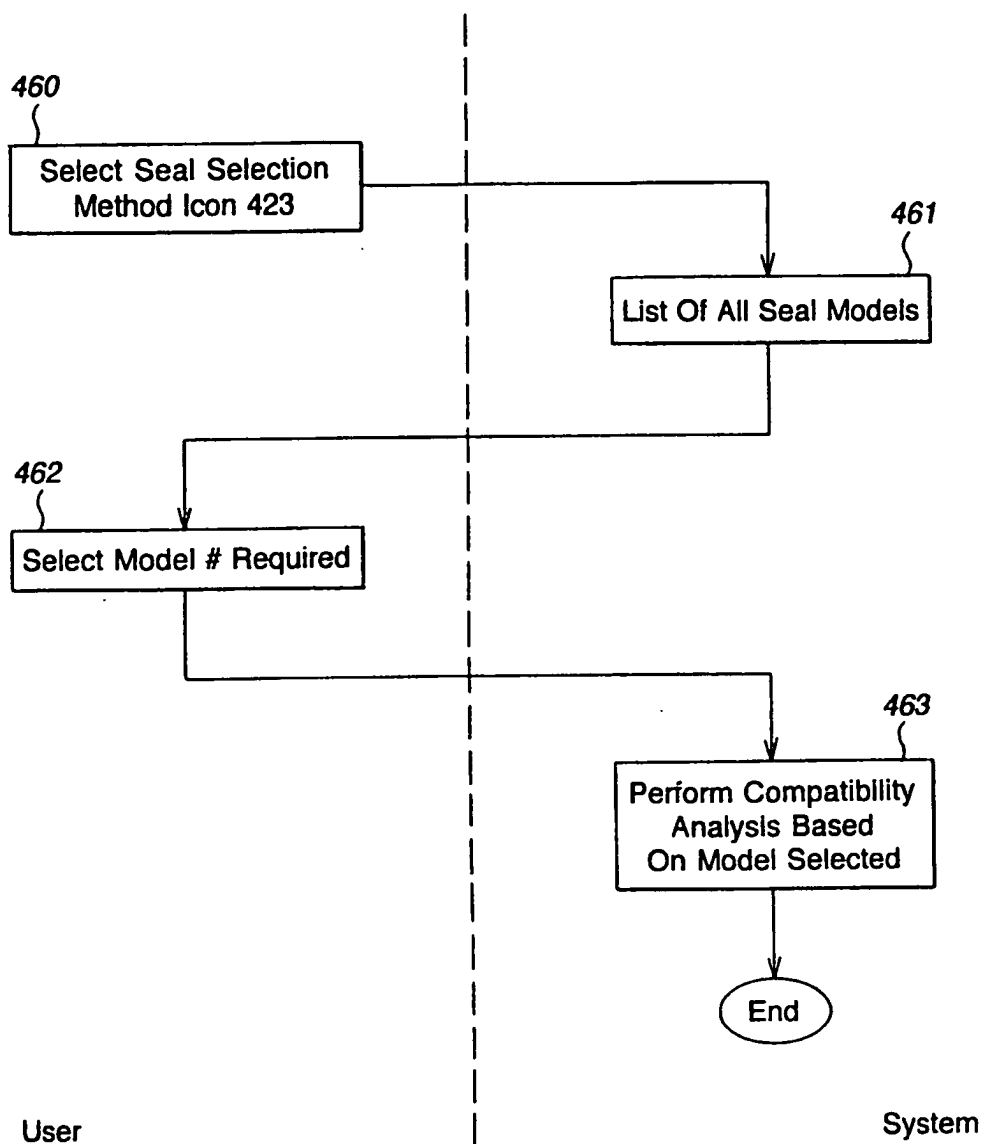 460
Select Seal Selection
Method Icon 423
461
List Of All Seal Models
462
Select Model # Required
463
Perform Compatibility
Analysis Based
On Model Selected
End
User
System